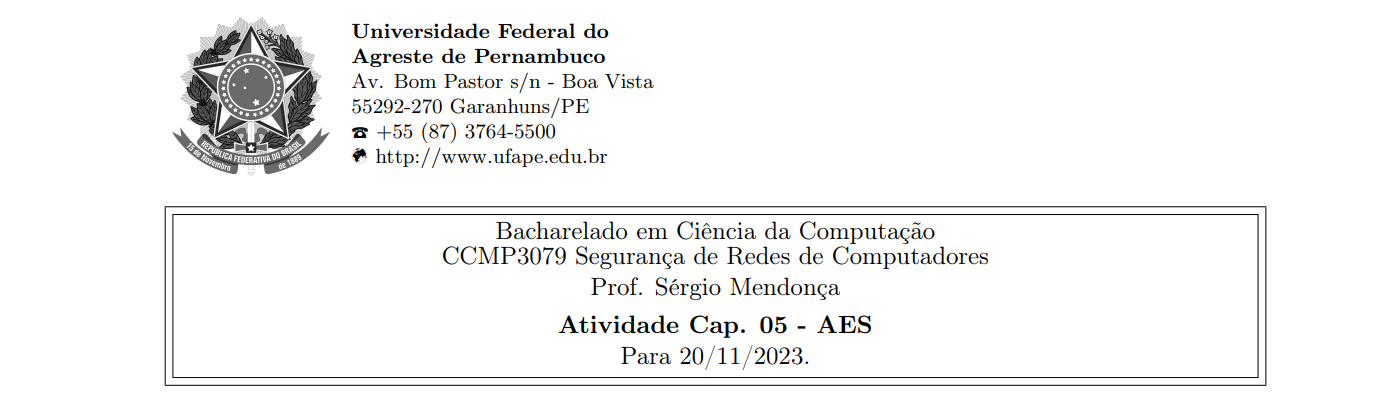 Universidade Federal do
Agreste de Pernambuco
Av. Bom Pastor s/n - Boa Vista
55292-270 Garanhuns/PE
☎ +55 (87) 3764-5500
http://www.ufape.edu.br
REPÚBLICA FEDERATIVA DO BRASIL
15 de Novembro de 1889
Bacharelado em Ciência da Computação
CCMP3079 Segurança de Redes de Computadores
Prof. Sérgio Mendonça
Atividade Cap. 05 - AES
Para 20/11/2023.